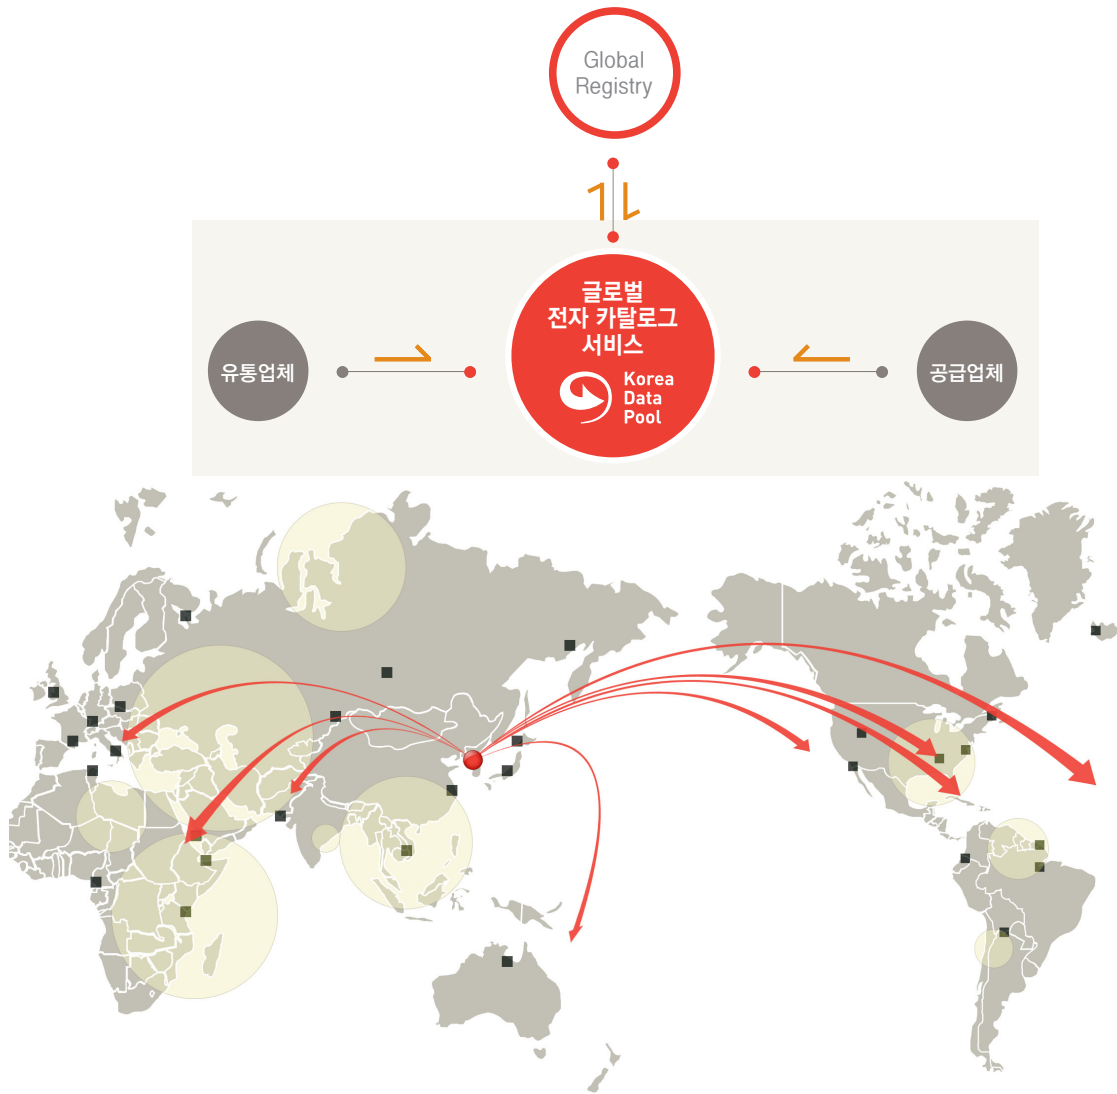 Global
Registry
글로벌
전자 카탈로그
서비스
Korea
Data
Pool
유통업체
공급업체